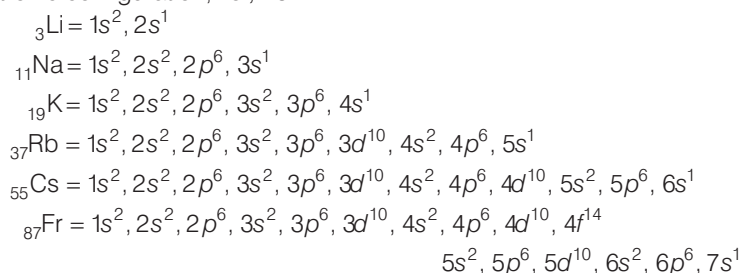 ₃Li = 1s², 2s¹
₁₁Na = 1s², 2s², 2p⁶, 3s¹
₁₉K = 1s², 2s², 2p⁶, 3s², 3p⁶, 4s¹
₃₇Rb = 1s², 2s², 2p⁶, 3s², 3p⁶, 3d¹⁰, 4s², 4p⁶, 5s¹
₅₅Cs = 1s², 2s², 2p⁶, 3s², 3p⁶, 3d¹⁰, 4s², 4p⁶, 4d¹⁰, 5s², 5p⁶, 6s¹
₈₇Fr = 1s², 2s², 2p⁶, 3s², 3p⁶, 3d¹⁰, 4s², 4p⁶, 4d¹⁰, 4f¹⁴
5s², 5p⁶, 5d¹⁰, 6s², 6p⁶, 7s¹